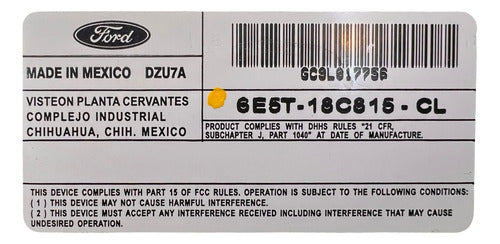 Ford
MADE IN MEXICO DZU7A
VISTEON PLANTA CERVANTES
COMPLEJO INDUSTRIAL
CHIHUAHUA, CHIH. MEXICO
GC9L817756
6E5T-18C815-CL
PRODUCT COMPLIES WITH DHHS RULES "21 CFR,
SUBCHAPTER J, PART 1040" AT DATE OF MANUFACTURE.
THIS DEVICE COMPLIES WITH PART 15 OF FCC RULES. OPERATION IS SUBJECT TO THE FOLLOWING CONDITIONS:
( 1 ) THIS DEVICE MAY NOT CAUSE HARMFUL INTERFERENCE.
( 2 ) THIS DEVICE MUST ACCEPT ANY INTERFERENCE RECEIVED INCLUDING INTERFERENCE THAT MAY CAUSE
UNDESIRED OPERATION.